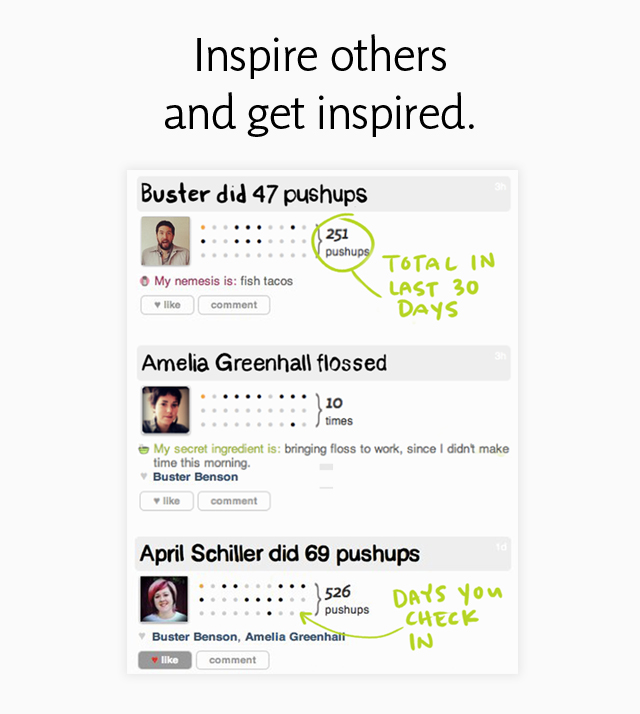 Inspire others
and get inspired.
Buster did 47 pushups 3h
251
pushups
TOTAL IN
LAST 30
DAYS
My nemesis is: fish tacos
♥ like comment
Amelia Greenhall flossed 3h
10
times
My secret ingredient is: bringing floss to work, since I didn't make
time this morning.
♥ Buster Benson
♥ like comment
April Schiller did 69 pushups 1d
526
pushups
DAYS YOU
CHECK
IN
♥ Buster Benson, Amelia Greenhall
♥ like comment